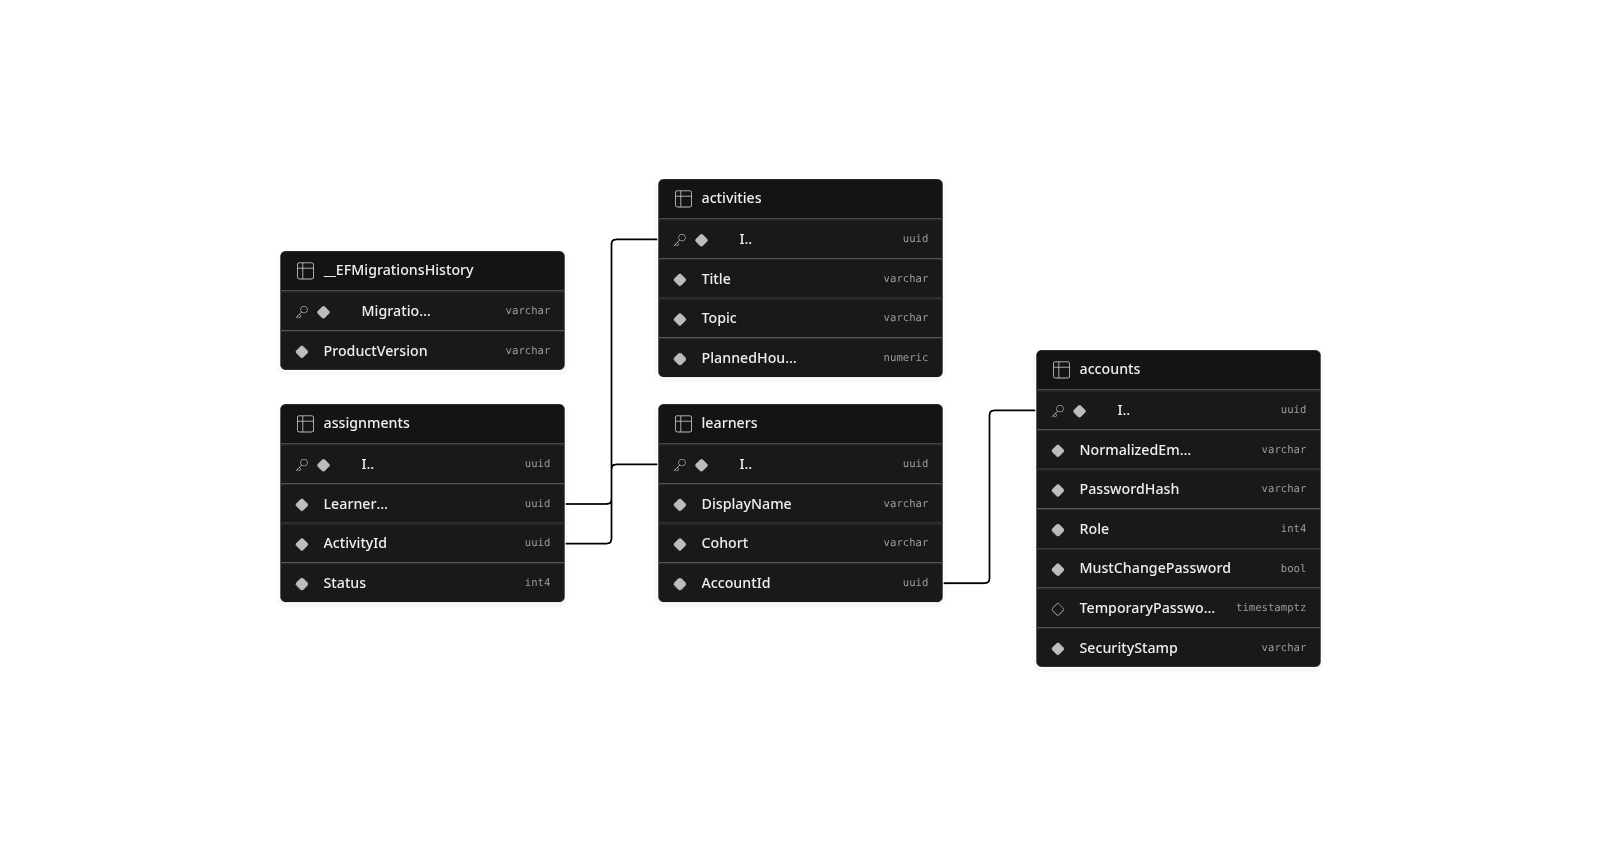 activities
I.. uuid
Title varchar
Topic varchar
PlannedHou... numeric
__EFMigrationsHistory
Migratio... varchar
ProductVersion varchar
assignments
I.. uuid
Learner... uuid
ActivityId uuid
Status int4
learners
I.. uuid
DisplayName varchar
Cohort varchar
AccountId uuid
accounts
I.. uuid
NormalizedEm... varchar
PasswordHash varchar
Role int4
MustChangePassword bool
TemporaryPasswo... timestamptz
SecurityStamp varchar